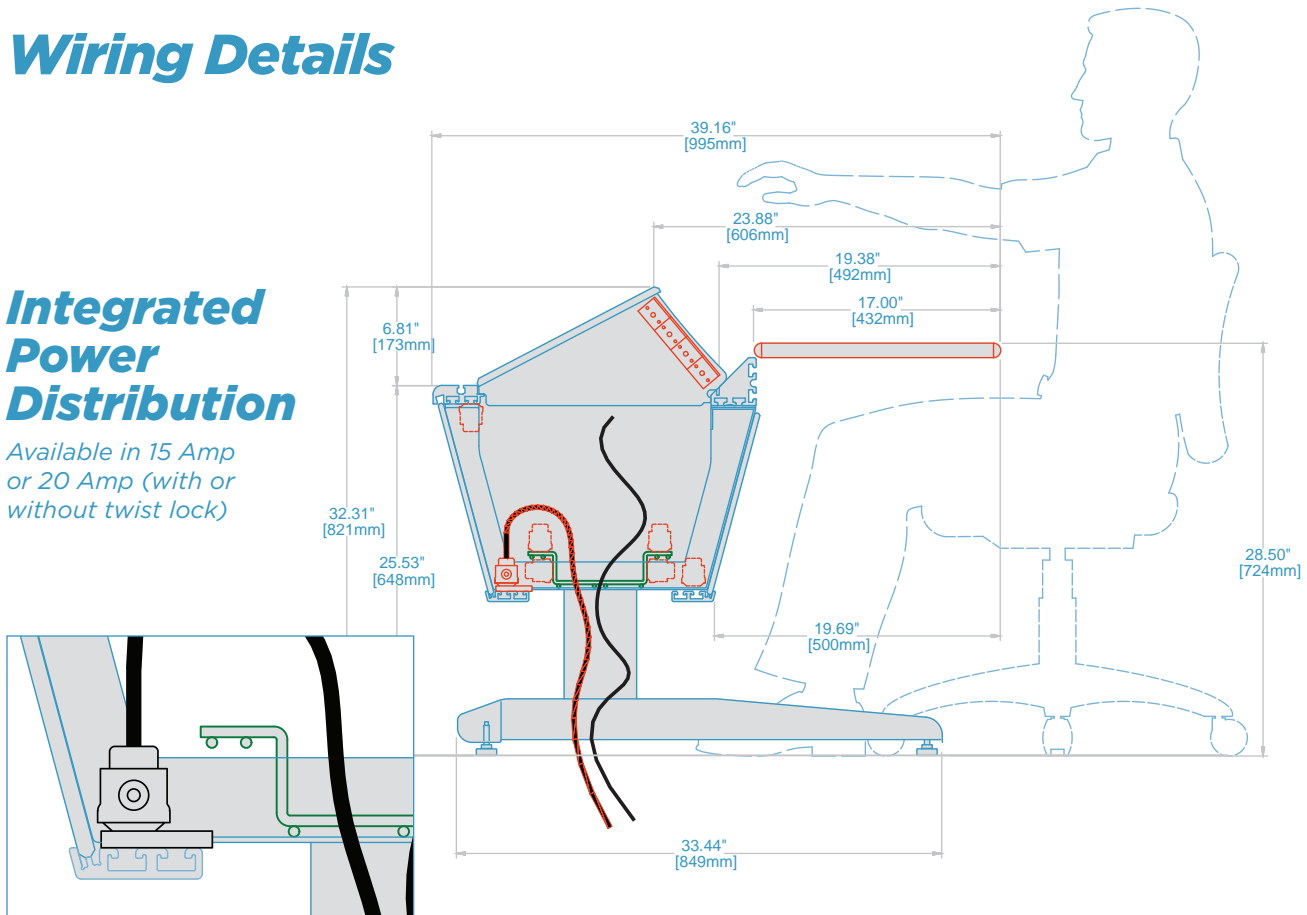 Wiring Details
39.16"
[995mm]
23.88"
[606mm]
19.38"
[492mm]
17.00"
[432mm]
Integrated
Power
Distribution
Available in 15 Amp
or 20 Amp (with or
without twist lock)
6.81"
[173mm]
32.31"
[821mm]
25.53"
[648mm]
28.50"
[724mm]
19.69"
[500mm]
33.44"
[849mm]